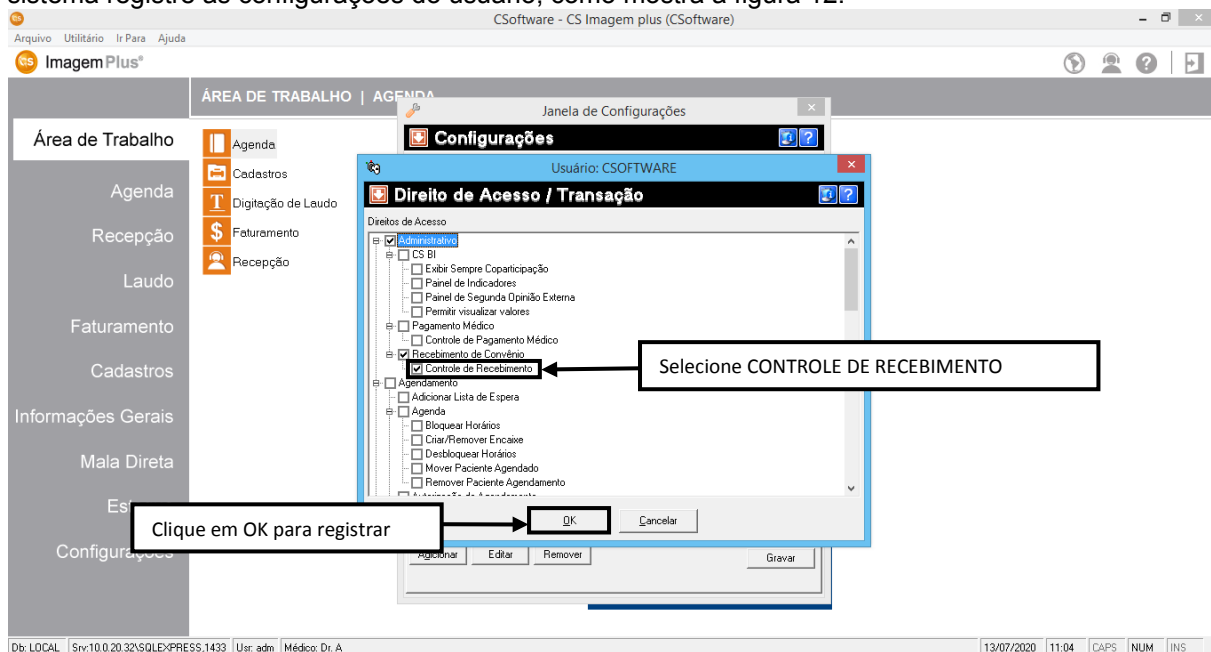 sistema registre as configurações do usuário, como mostra a figura 12.
CSoftware - CS Imagem plus (CSoftware)
Arquivo Utilitário Ir Para Ajuda
Imagem Plus
ÁREA DE TRABALHO | AGENDA
Janela de Configurações
Configurações
Área de Trabalho
Agenda
Recepção
Laudo
Faturamento
Cadastros
Informações Gerais
Mala Direta
Configurações
Agenda
Cadastros
Digitação de Laudo
Faturamento
Recepção
Usuário: CSOFTWARE
Direito de Acesso / Transação
Direitos de Acesso
Administrativo
CS BI
Exibir Sempre Coparticipação
Painel de Indicadores
Painel de Segunda Opinião Externa
Permitir visualizar valores
Pagamento Médico
Controle de Pagamento Médico
Recebimento de Convênio
Controle de Recebimento
Selecione CONTROLE DE RECEBIMENTO
Agendamento
Adicionar Lista de Espera
Agenda
Bloquear Horários
Criar/Remover Encaixe
Desbloquear Horários
Mover Paciente Agendado
Remover Paciente Agendamento
Autorização de Agendamento
Clique em OK para registrar
OK Cancelar
Adicionar Editar Remover Gravar
Db: LOCAL Srv:10.0.20.32\SQLEXPRESS,1433 Usr: adm Médico: Dr. A 13/07/2020 11:04 CAPS NUM INS